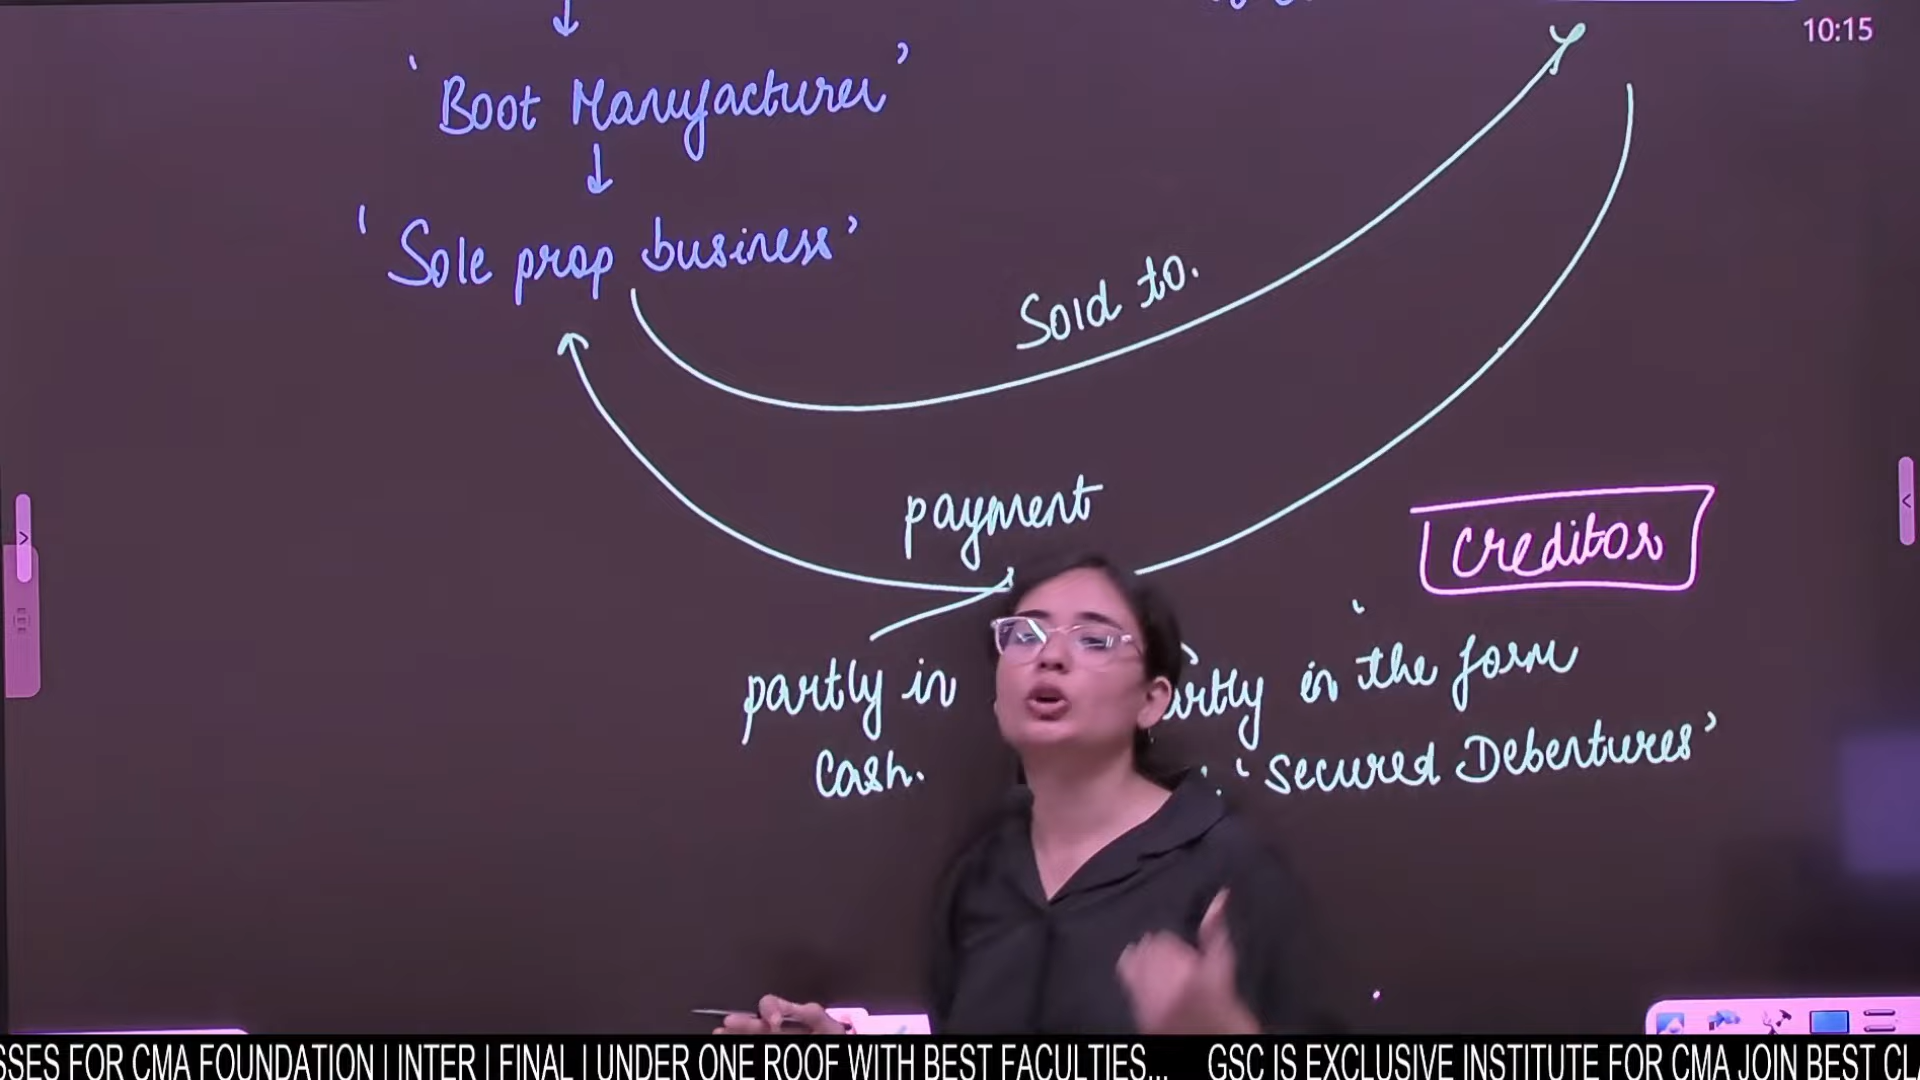 10:15
'Boot Manufacturer'
'Sole prop business'
Sold to.
payment
Creditor
partly in
Cash.
in the form
'Secured Debentures'
SSES FOR CMA FOUNDATION | INTER | FINAL | UNDER ONE ROOF WITH BEST FACULTIES... GSC IS EXCLUSIVE INSTITUTE FOR CMA JOIN BEST CL